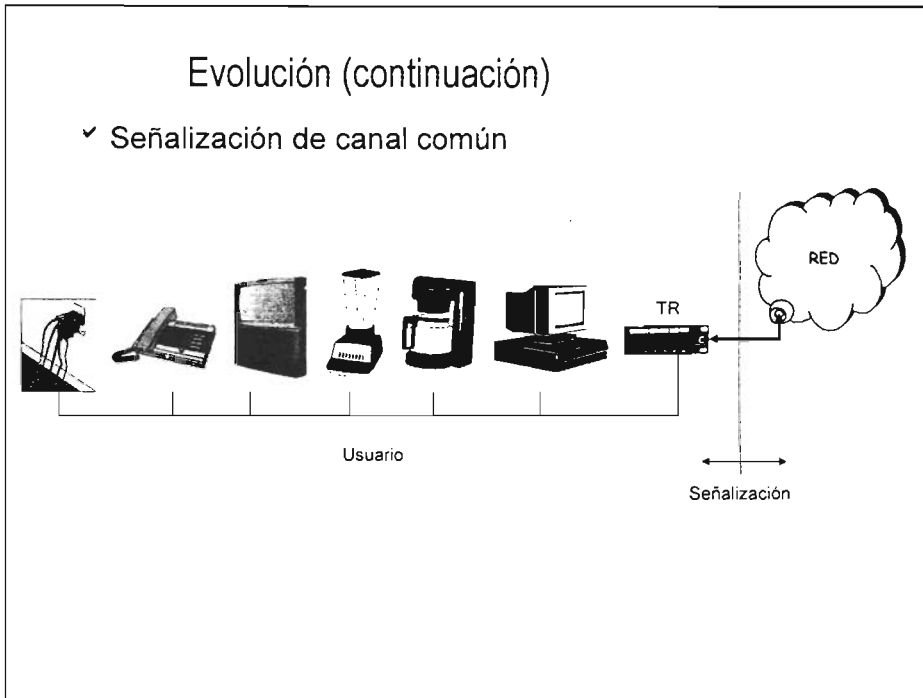 Evolución (continuación)
✓ Señalización de canal común
RED
TR
Usuario
Señalización